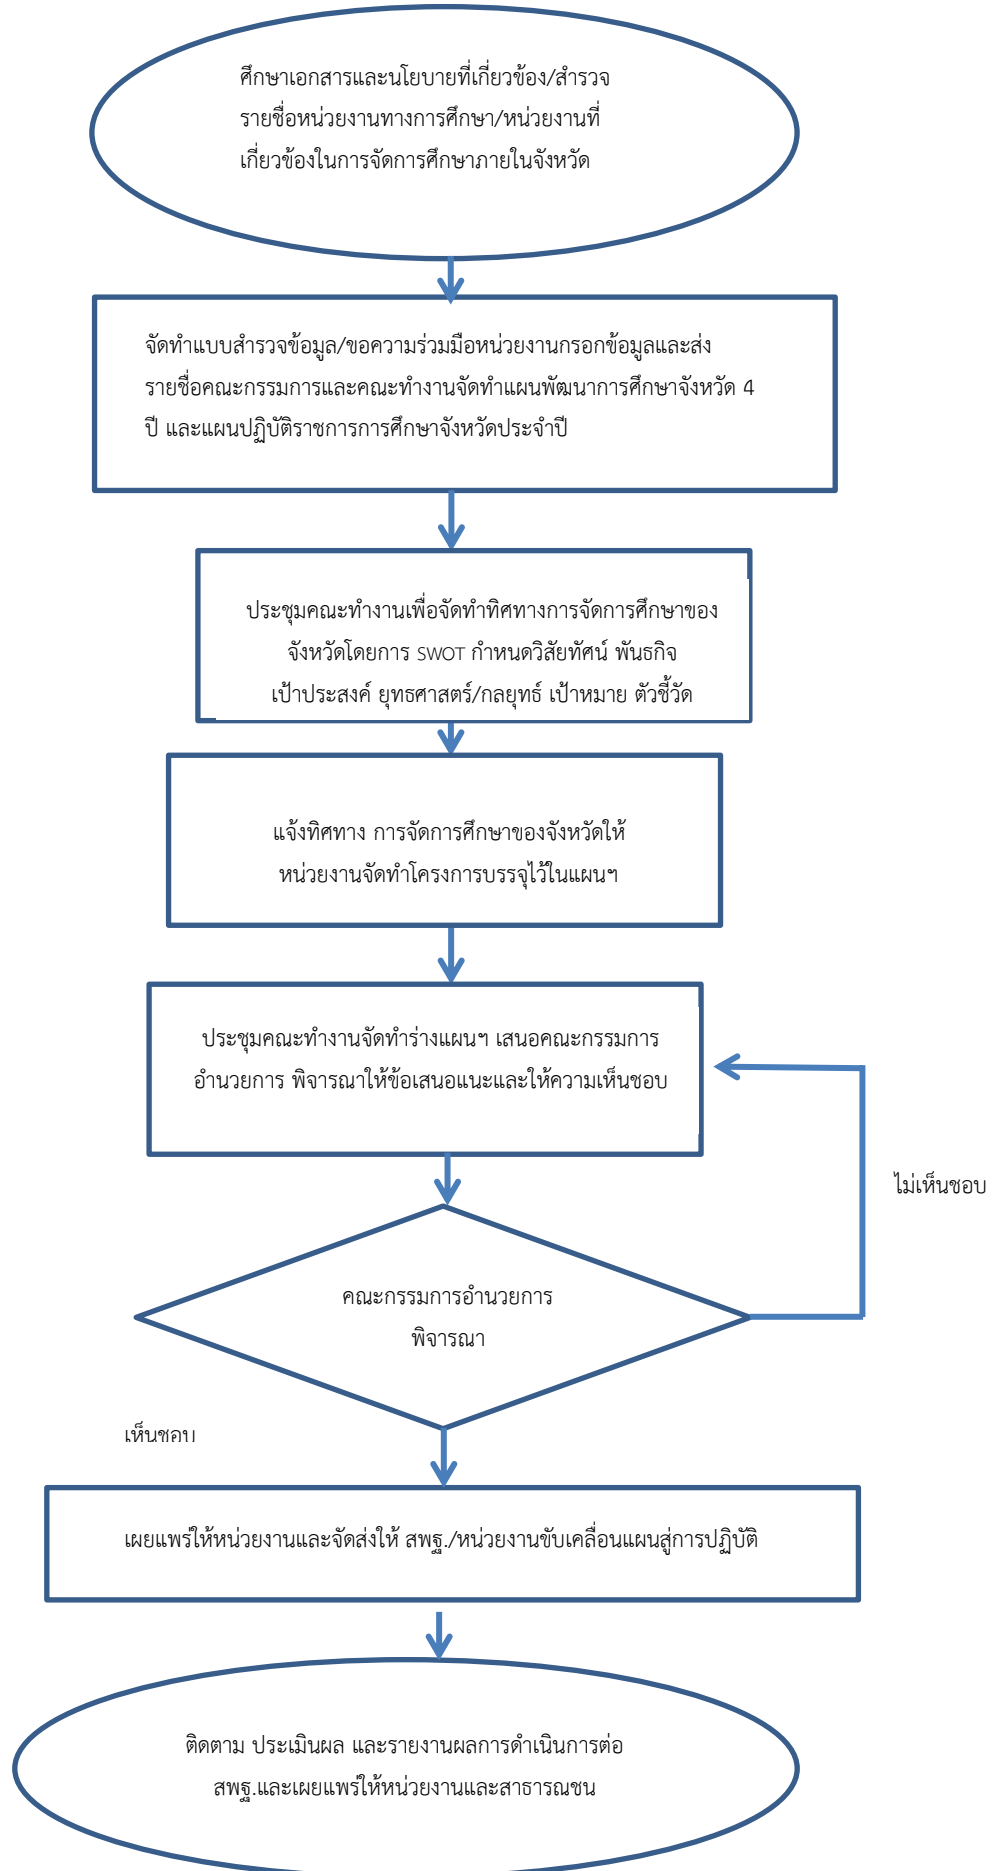 ศึกษาเอกสารและนโยบายที่เกี่ยวข้อง/สำรวจ
รายชื่อหน่วยงานทางการศึกษา/หน่วยงานที่
เกี่ยวข้องในการจัดการศึกษาภายในจังหวัด
จัดทำแบบสำรวจข้อมูล/ขอความร่วมมือหน่วยงานกรอกข้อมูลและส่ง
รายชื่อคณะกรรมการและคณะทำงานจัดทำแผนพัฒนาการศึกษาจังหวัด 4
ปี และแผนปฏิบัติราชการการศึกษาจังหวัดประจำปี
ประชุมคณะทำงานเพื่อจัดทำทิศทางการจัดการศึกษาของ
จังหวัดโดยการ SWOT กำหนดวิสัยทัศน์ พันธกิจ
เป้าประสงค์ ยุทธศาสตร์/กลยุทธ์ เป้าหมาย ตัวชี้วัด
แจ้งทิศทาง การจัดการศึกษาของจังหวัดให้
หน่วยงานจัดทำโครงการบรรจุไว้ในแผนฯ
ประชุมคณะทำงานจัดทำร่างแผนฯ เสนอคณะกรรมการ
อำนวยการ พิจารณาให้ข้อเสนอแนะและให้ความเห็นชอบ
ไม่เห็นชอบ
คณะกรรมการอำนวยการ
พิจารณา
เห็นชอบ
เผยแพร่ให้หน่วยงานและจัดส่งให้ สพฐ./หน่วยงานขับเคลื่อนแผนสู่การปฏิบัติ
ติดตาม ประเมินผล และรายงานผลการดำเนินการต่อ
สพฐ.และเผยแพร่ให้หน่วยงานและสาธารณชน